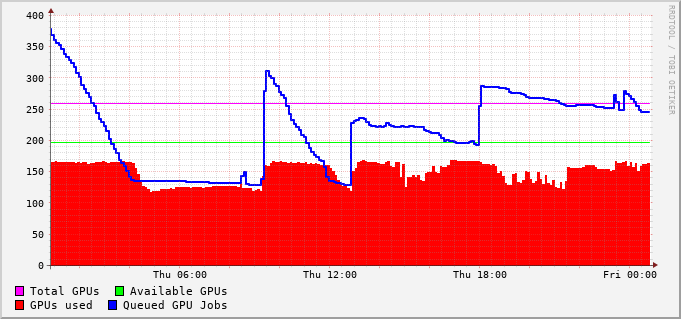 400
350
300
250
200
150
100
50
0
Thu 06:00 Thu 12:00 Thu 18:00 Fri 00:00
Total GPUs Available GPUs
GPUs used Queued GPU Jobs
RRDTOOL / TOBI OETIKER